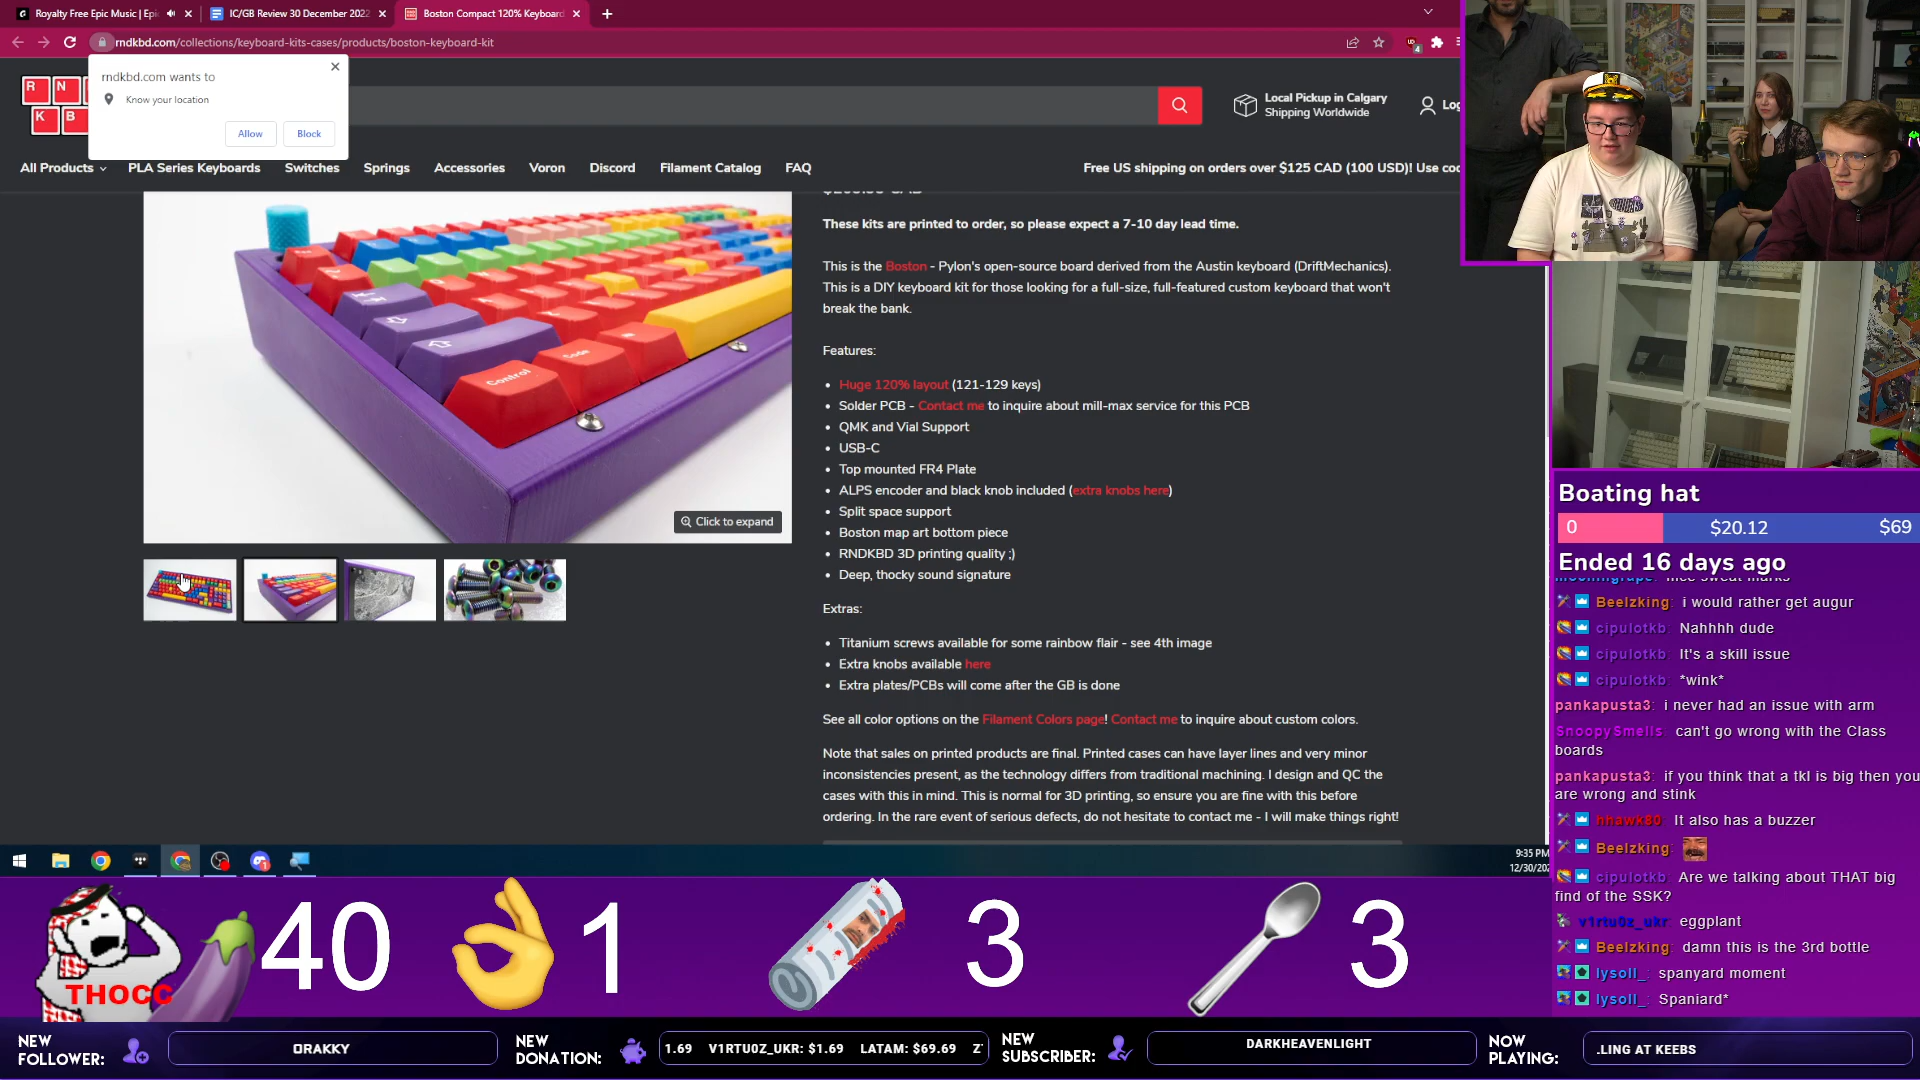 Royalty Free Epic Music | Epi
IC/GB Review 30 December 2022
Boston Compact 120% Keyboard
rndkbd.com/collections/keyboard-kits-cases/products/boston-keyboard-kit
rndkbd.com wants to
Know your location
Allow
Block
R N
K B
Local Pickup in Calgary
Shipping Worldwide
All Products
PLA Series Keyboards
Switches
Springs
Accessories
Voron
Discord
Filament Catalog
FAQ
Free US shipping on orders over $125 CAD (100 USD)! Use
These kits are printed to order, so please expect a 7-10 day lead time.
This is the Boston - Pylon's open-source board derived from the Austin keyboard (DriftMechanics).
This is a DIY keyboard kit for those looking for a full-size, full-featured custom keyboard that won't
break the bank.
Features:
Huge 120% layout (121-129 keys)
Solder PCB - Contact me to inquire about mill-max service for this PCB
QMK and Vial Support
USB-C
Top mounted FR4 Plate
ALPS encoder and black knob included (extra knobs here)
Split space support
Boston map art bottom piece
RNDKBD 3D printing quality ;)
Deep, thocky sound signature
Extras:
Titanium screws available for some rainbow flair - see 4th image
Extra knobs available here
Extra plates/PCBs will come after the GB is done
See all color options on the Filament Colors page! Contact me to inquire about custom colors.
Note that sales on printed products are final. Printed cases can have layer lines and very minor
inconsistencies present, as the technology differs from traditional machining. I design and QC the
cases with this in mind. This is normal for 3D printing, so ensure you are fine with this before
ordering. In the rare event of serious defects, do not hesitate to contact me - I will make things right!
Control
Code
Click to expand
9:35 PM
12/30/202
Boating hat
0 $20.12 $69
Ended 16 days ago
Beelzking: i would rather get augur
cipulotkb: Nahhhh dude
cipulotkb: It's a skill issue
cipulotkb: *wink*
pankapusta3: i never had an issue with arm
SnoopySmells: can't go wrong with the Class
boards
pankapusta3: if you think that a tkl is big then you
are wrong and stink
hhawk80: It also has a buzzer
Beelzking:
cipulotkb: Are we talking about THAT big
find of the SSK?
v1rtu0z_ukr: eggplant
Beelzking: damn this is the 3rd bottle
lysoll_: spanyard moment
lysoll_: Spaniard*
THOCC
40
1
3
3
NEW
FOLLOWER:
ORAKKY
NEW
DONATION:
1.69 V1RTU0Z_UKR: $1.69 LATAM: $69.69 Z
NEW
SUBSCRIBER:
DARKHEAVENLIGHT
NOW
PLAYING:
.LING AT KEEBS